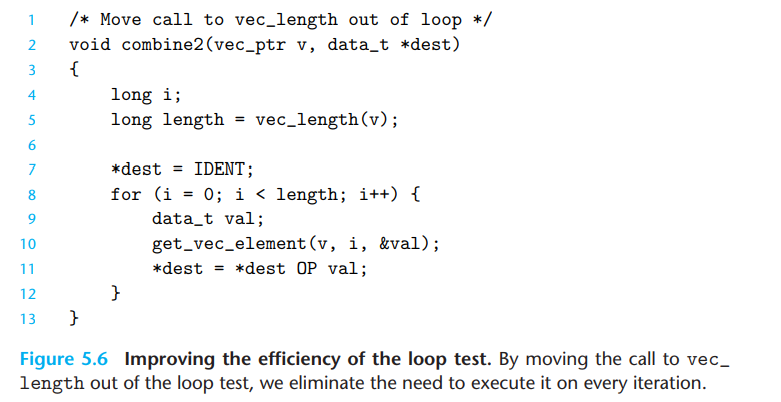 1 /* Move call to vec_length out of loop */
2 void combine2(vec_ptr v, data_t *dest)
3 {
4     long i;
5     long length = vec_length(v);
6
7     *dest = IDENT;
8     for (i = 0; i < length; i++) {
9         data_t val;
10         get_vec_element(v, i, &val);
11         *dest = *dest OP val;
12     }
13 }
Figure 5.6 Improving the efficiency of the loop test. By moving the call to vec_
length out of the loop test, we eliminate the need to execute it on every iteration.